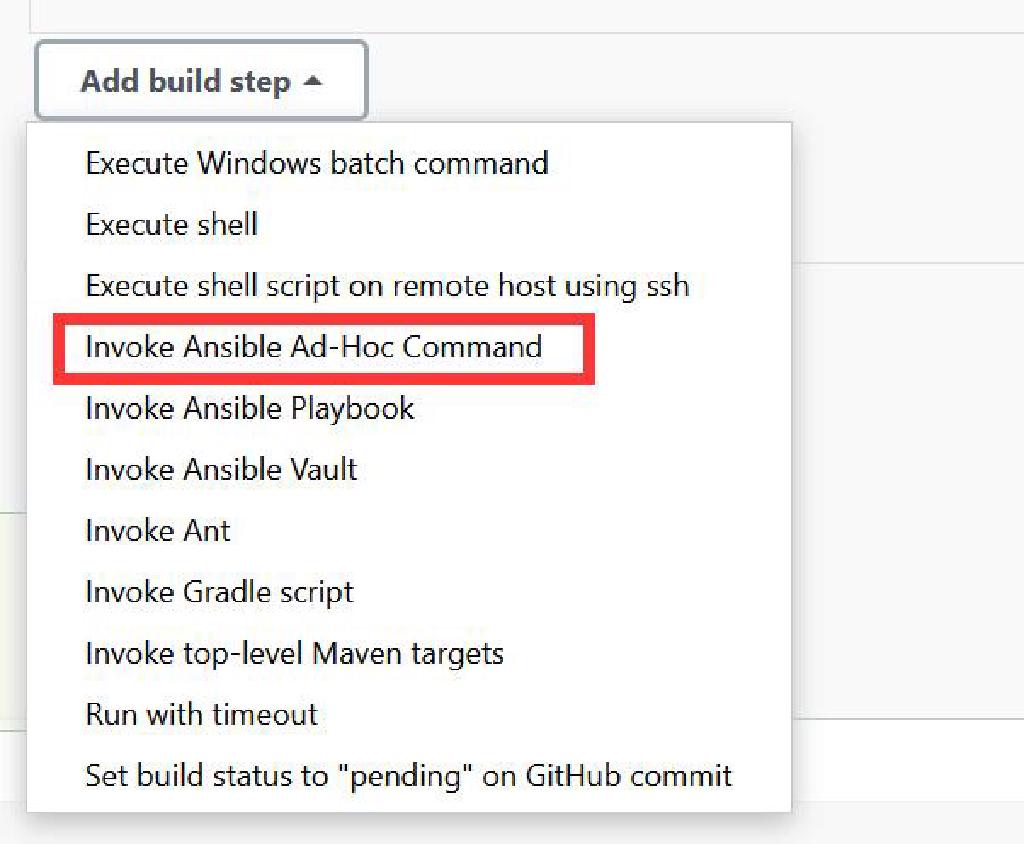 Add build step
Execute Windows batch command
Execute shell
Execute shell script on remote host using ssh
Invoke Ansible Ad-Hoc Command
Invoke Ansible Playbook
Invoke Ansible Vault
Invoke Ant
Invoke Gradle script
Invoke top-level Maven targets
Run with timeout
Set build status to "pending" on GitHub commit